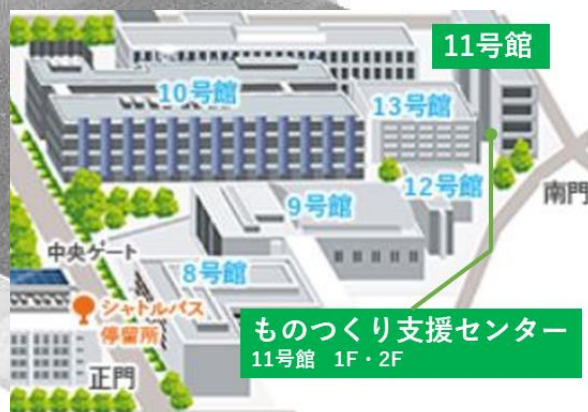 11号館
10号館
13号館
12号館
南門
9号館
中央ゲート
8号館
シャトルバス
停留所
正門
ものつくり支援センター
11号館 1F・2F